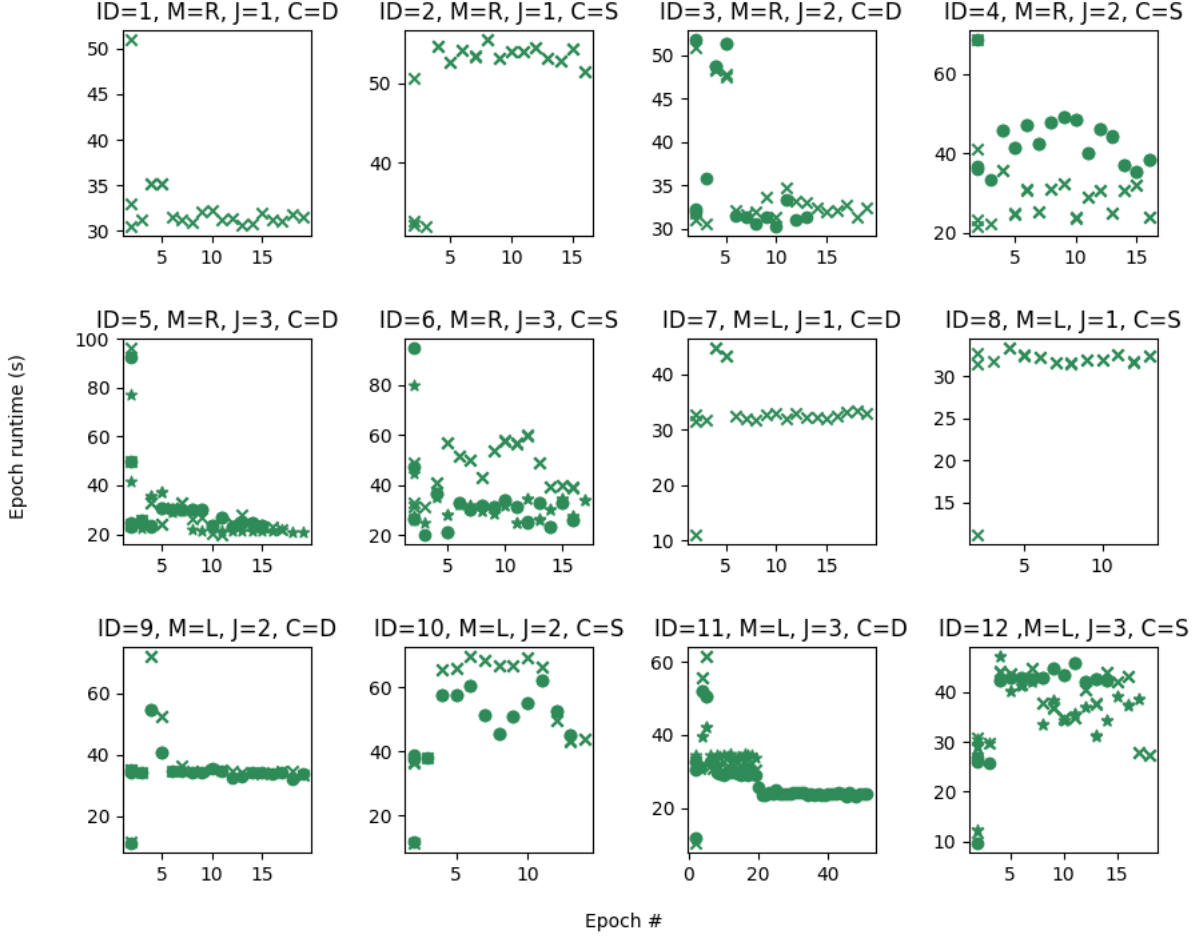 ID=1, M=R, J=1, C=D
ID=2, M=R, J=1, C=S
ID=3, M=R, J=2, C=D
ID=4, M=R, J=2, C=S
50
45
40
35
30
5 10 15
50
40
5 10 15
50
45
40
35
30
5 10 15
60
40
20
5 10 15
ID=5, M=R, J=3, C=D
ID=6, M=R, J=3, C=S
ID=7, M=L, J=1, C=D
ID=8, M=L, J=1, C=S
100
80
60
40
20
5 10 15
100
80
60
40
20
5 10 15
40
30
20
10
5 10 15
30
25
20
15
5 10
ID=9, M=L, J=2, C=D
ID=10, M=L, J=2, C=S
ID=11, M=L, J=3, C=D
ID=12 ,M=L, J=3, C=S
60
40
20
5 10 15
60
40
20
5 10
60
40
20
0 20 40
40
30
20
10
5 10 15
Epoch runtime (s)
Epoch #